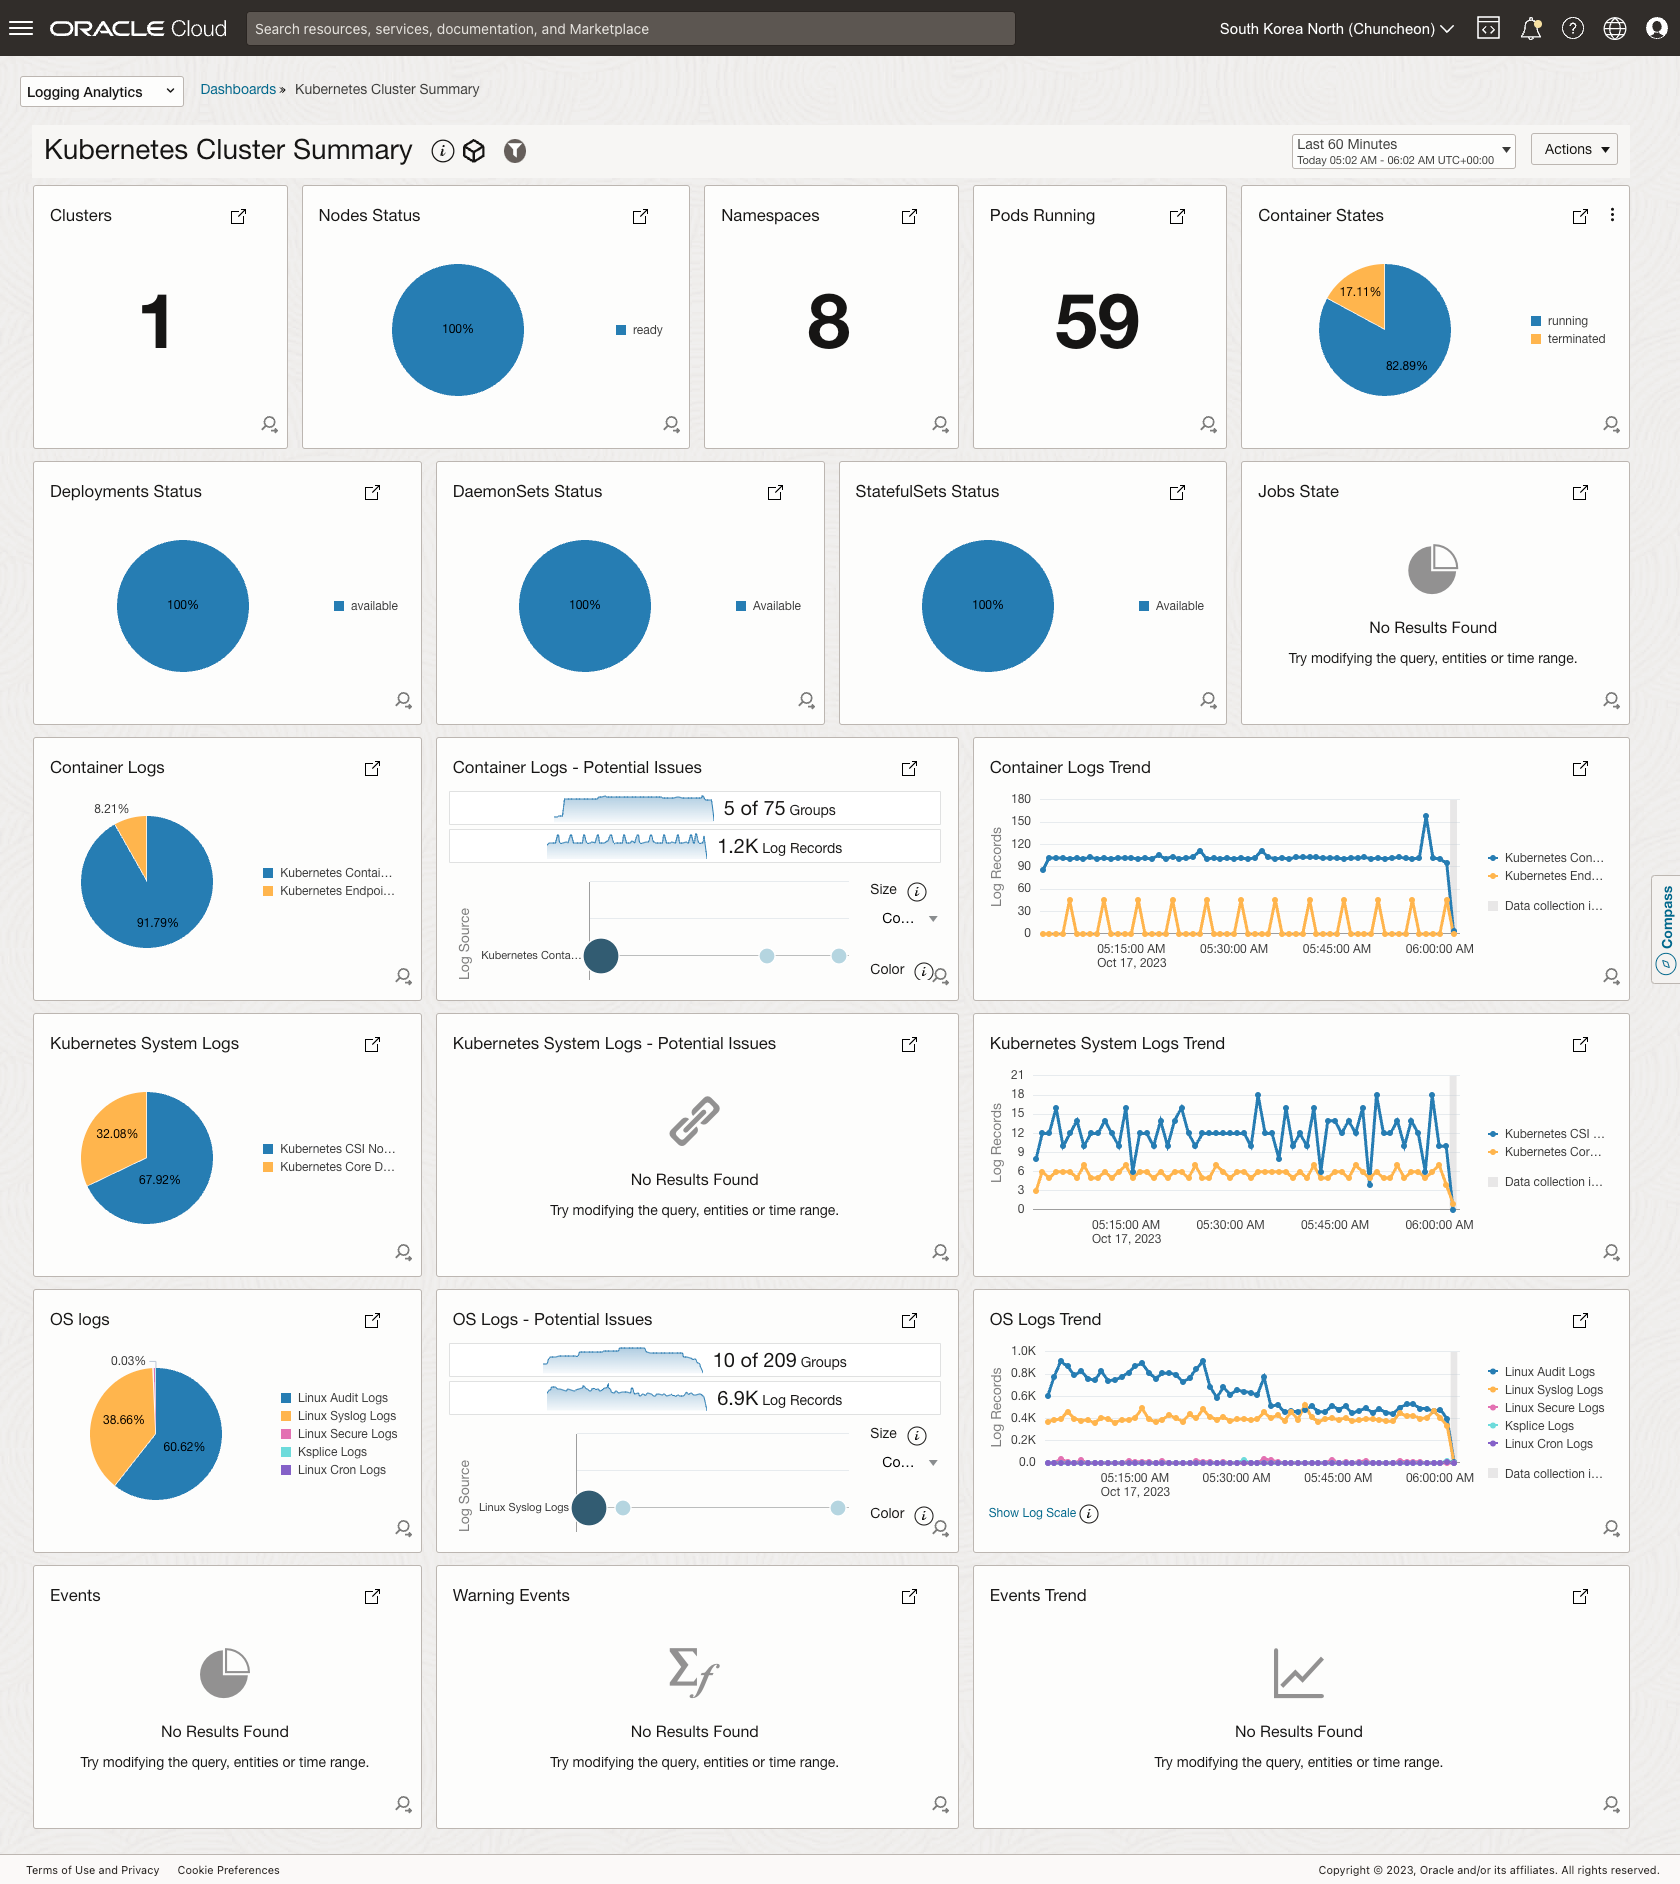 ORACLE Cloud
Search resources, services, documentation, and Marketplace
South Korea North (Chuncheon)
Logging Analytics
Dashboards » Kubernetes Cluster Summary
Kubernetes Cluster Summary
Last 60 Minutes
Today 05:02 AM - 06:02 AM UTC+00:00
Actions
Clusters
1
Nodes Status
100%
ready
Namespaces
8
Pods Running
59
Container States
17.11%
82.89%
running
terminated
Deployments Status
100%
available
DaemonSets Status
100%
Available
StatefulSets Status
100%
Available
Jobs State
No Results Found
Try modifying the query, entities or time range.
Container Logs
8.21%
91.79%
Kubernetes Contai...
Kubernetes Endpoi...
Container Logs - Potential Issues
5 of 75 Groups
1.2K Log Records
Log Source
Kubernetes Conta...
Size
Co...
Color
Container Logs Trend
Log Records
180
150
120
90
60
30
0
05:15:00 AM
Oct 17, 2023
05:30:00 AM
05:45:00 AM
06:00:00 AM
Kubernetes Con...
Kubernetes End...
Data collection i...
Compass
Kubernetes System Logs
32.08%
67.92%
Kubernetes CSI No...
Kubernetes Core D...
Kubernetes System Logs - Potential Issues
No Results Found
Try modifying the query, entities or time range.
Kubernetes System Logs Trend
Log Records
21
18
15
12
9
6
3
0
05:15:00 AM
Oct 17, 2023
05:30:00 AM
05:45:00 AM
06:00:00 AM
Kubernetes CSI ...
Kubernetes Cor...
Data collection i...
OS logs
0.03%
38.66%
60.62%
Linux Audit Logs
Linux Syslog Logs
Linux Secure Logs
Ksplice Logs
Linux Cron Logs
OS Logs - Potential Issues
10 of 209 Groups
6.9K Log Records
Log Source
Linux Syslog Logs
Size
Co...
Color
OS Logs Trend
Log Records
1.0K
0.8K
0.6K
0.4K
0.2K
0.0
05:15:00 AM
Oct 17, 2023
05:30:00 AM
05:45:00 AM
06:00:00 AM
Linux Audit Logs
Linux Syslog Logs
Linux Secure Logs
Ksplice Logs
Linux Cron Logs
Data collection i...
Show Log Scale
Events
No Results Found
Try modifying the query, entities or time range.
Warning Events
No Results Found
Try modifying the query, entities or time range.
Events Trend
No Results Found
Try modifying the query, entities or time range.
Terms of Use and Privacy
Cookie Preferences
Copyright © 2023, Oracle and/or its affiliates. All rights reserved.